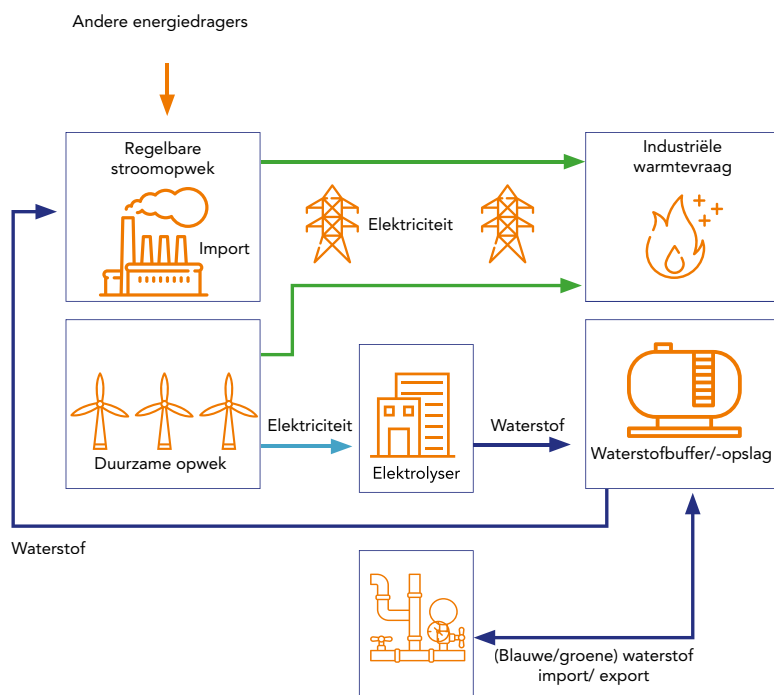 Andere energiedragers
Regelbare
stroomopwek
Import
Elektriciteit
Industriële
warmtevraag
Duurzame opwek
Elektriciteit
Elektrolyser
Waterstof
Waterstofbuffer/-opslag
Waterstof
(Blauwe/groene) waterstof
import/ export